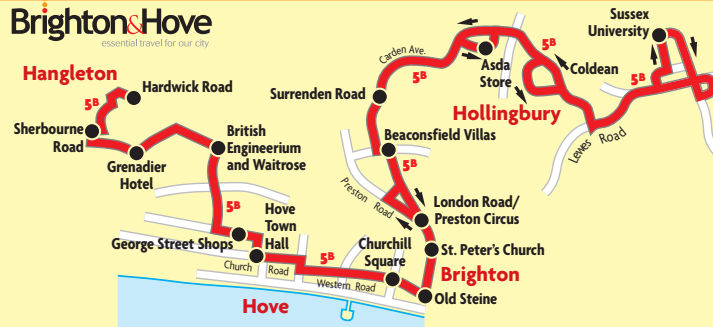 Brighton&Hove
essential travel for our city
Hangleton
Hardwick Road
5B
Sherbourne
Road
Grenadier
Hotel
British
Engineerium
and Waitrose
5B
George Street Shops
Hove
Town
Hall
Church Road
5B
Western Road
Churchill
Square
Hove
Old Steine
Brighton
St. Peter's Church
London Road/
Preston Circus
Preston Road
5B
Beaconsfield Villas
Surrenden Road
Carden Ave.
5B
Asda
Store
Hollingbury
5B
Coldean
Lewes Road
5B
Sussex
University